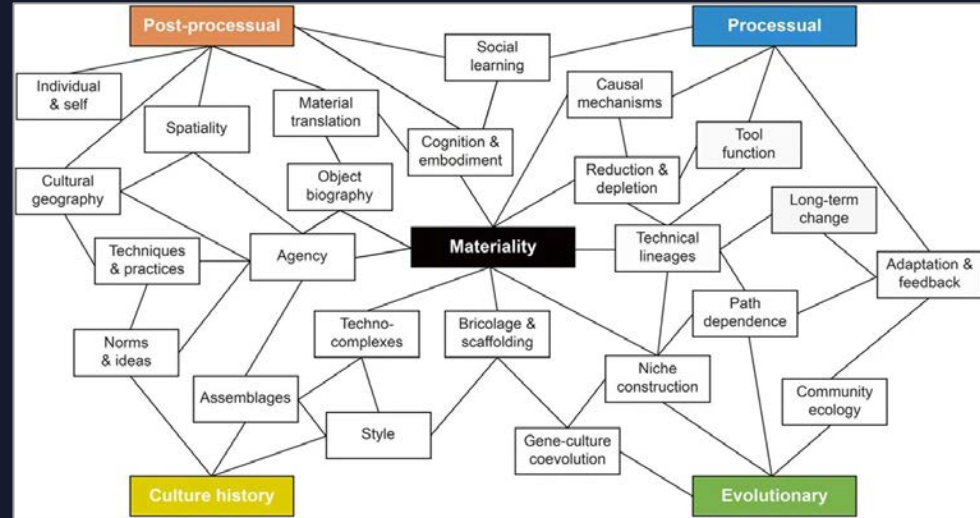 Post-processual
Processual
Social
learning
Individual
& self
Causal
mechanisms
Material
translation
Spatiality
Tool
function
Cognition &
embodiment
Cultural
geography
Object
biography
Reduction &
depletion
Long-term
change
Techniques
& practices
Agency
Materiality
Technical
lineages
Adaptation &
feedback
Path
dependence
Norms
& ideas
Techno-
complexes
Bricolage &
scaffolding
Niche
construction
Assemblages
Community
ecology
Style
Gene-culture
coevolution
Culture history
Evolutionary